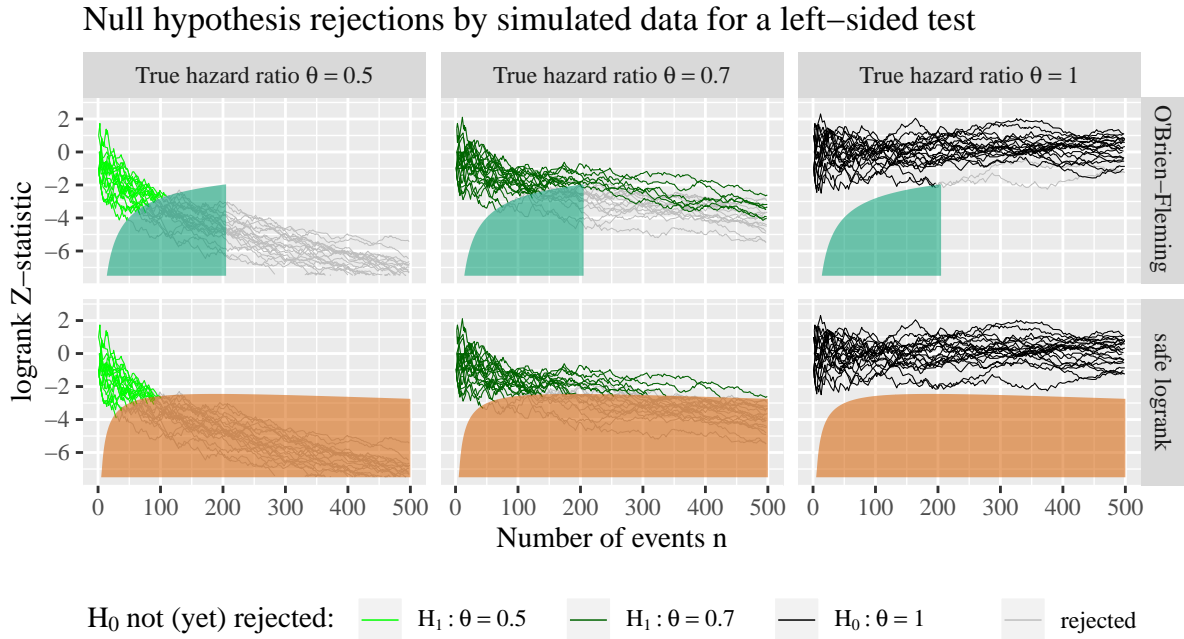 Null hypothesis rejections by simulated data for a left−sided test
True hazard ratio θ = 0.5
True hazard ratio θ = 0.7
True hazard ratio θ = 1
2
0
−2
−4
−6
O'Brien−Fleming
logrank Z−statistic
2
0
−2
−4
−6
safe logrank
0 100 200 300 400 500
0 100 200 300 400 500
0 100 200 300 400 500
Number of events n
H₀ not (yet) rejected: H₁ : θ = 0.5 H₁ : θ = 0.7 H₀ : θ = 1 rejected